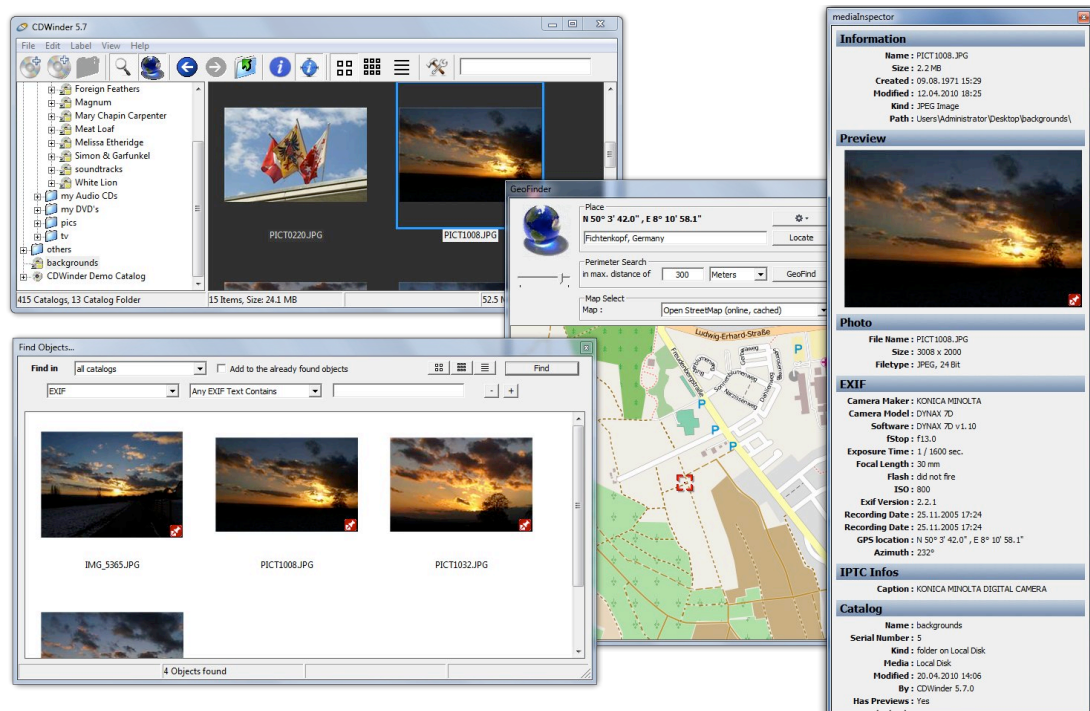 CDWinder 5.7
File Edit Label View Help
Foreign Feathers
Magnum
Mary Chapin Carpenter
Meat Loaf
Melissa Etheridge
Simon & Garfunkel
soundtracks
White Lion
my Audio CDs
my DVD's
pics
tv
others
backgrounds
CDWinder Demo Catalog
PICT0220.JPG
PICT1008.JPG
415 Catalogs, 13 Catalog Folder
15 Items, Size: 24.1 MB
52.5
GeoFinder
Place
N 50° 3' 42.0" , E 8° 10' 58.1"
Fichtenkopf, Germany
Locate
Perimeter Search
in max. distance of 300 Meters GeoFind
Map Select
Map : Open StreetMap (online, cached)
Ludwig-Erhard-Straße
P
Freudenbergstraße
Sonnenblumenweg
Narzissenweg
Dahlienweg
P
P
P
Find Objects...
Find in all catalogs Add to the already found objects Find
EXIF Any EXIF Text Contains - +
IMG_5365.JPG
PICT1008.JPG
PICT1032.JPG
4 Objects found
mediaInspector
Information
Name : PICT1008.JPG
Size : 2.2 MB
Created : 09.08.1971 15:29
Modified : 12.04.2010 18:25
Kind : JPEG Image
Path : Users\Administrator\Desktop\backgrounds\
Preview
Photo
File Name : PICT1008.JPG
Size : 3008 x 2000
Filetype : JPEG, 24 Bit
EXIF
Camera Maker : KONICA MINOLTA
Camera Model : DYNAX 7D
Software : DYNAX 7D v1.10
fStop : f13.0
Exposure Time : 1 / 1600 sec.
Focal Length : 30 mm
Flash : did not fire
ISO : 800
Exif Version : 2.2.1
Recording Date : 25.11.2005 17:24
Recording Date : 25.11.2005 17:24
GPS location : N 50° 3' 42.0" , E 8° 10' 58.1"
Azimuth : 232°
IPTC Infos
Caption : KONICA MINOLTA DIGITAL CAMERA
Catalog
Name : backgrounds
Serial Number : 5
Kind : folder on Local Disk
Media : Local Disk
Modified : 20.04.2010 14:06
By : CDWinder 5.7.0
Has Previews : Yes